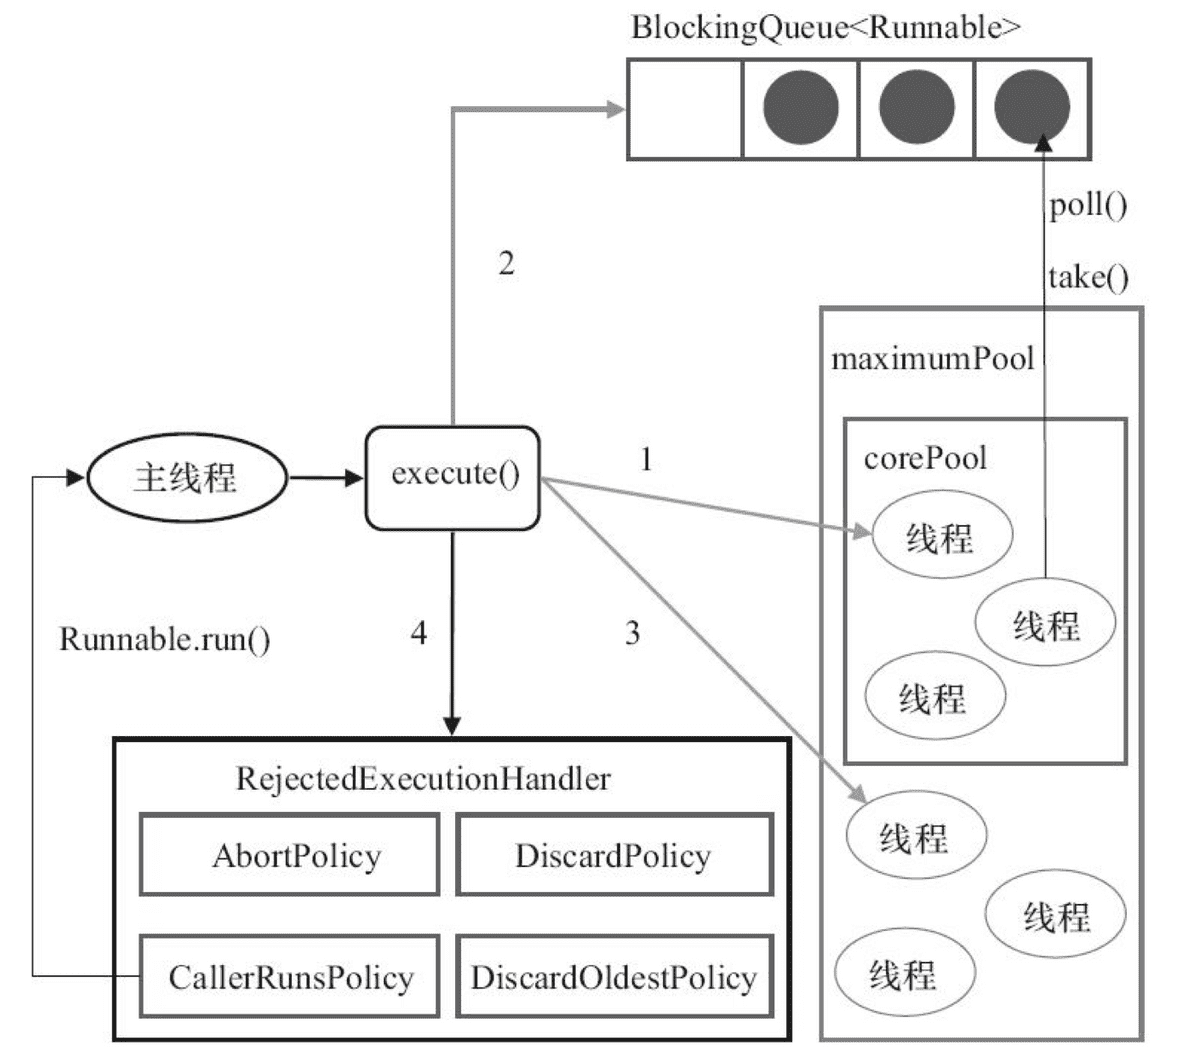 BlockingQueue<Runnable>
poll()
2
take()
maximumPool
1
corePool
主线程
execute()
线程
Runnable.run()
4
3
线程
线程
RejectedExecutionHandler
线程
AbortPolicy
DiscardPolicy
线程
CallerRunsPolicy
DiscardOldestPolicy
线程